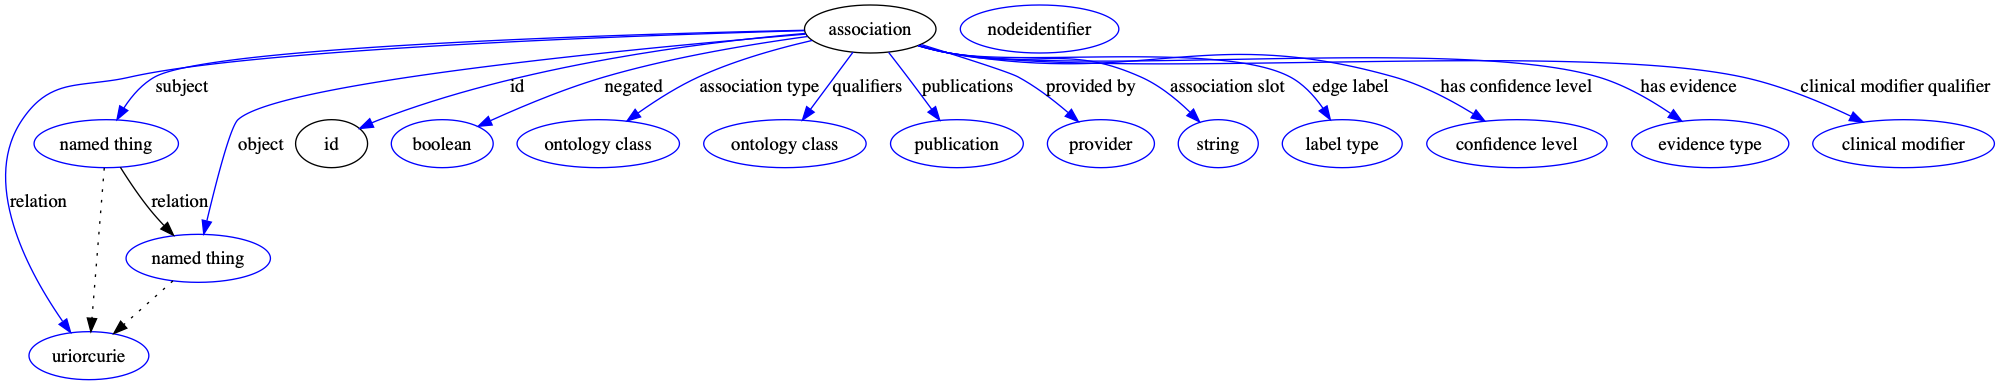 association
nodeidentifier
subject
id
negated
association type
qualifiers
publications
provided by
association slot
edge label
has confidence level
has evidence
clinical modifier qualifier
named thing
object
id
boolean
ontology class
ontology class
publication
provider
string
label type
confidence level
evidence type
clinical modifier
relation
relation
named thing
uriorcurie